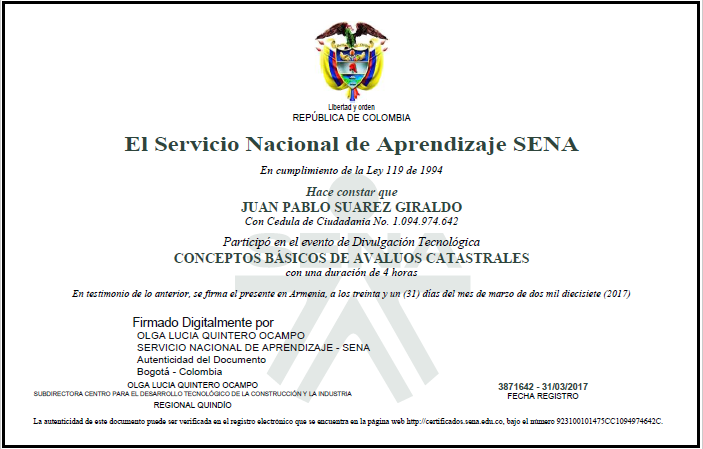 Libertad y orden
REPÚBLICA DE COLOMBIA
El Servicio Nacional de Aprendizaje SENA
En cumplimiento de la Ley 119 de 1994
Hace constar que
JUAN PABLO SUAREZ GIRALDO
Con Cedula de Ciudadania No. 1.094.974.642
Participó en el evento de Divulgación Tecnológica
CONCEPTOS BÁSICOS DE AVALUOS CATASTRALES
con una duración de 4 horas
SENA
En testimonio de lo anterior, se firma el presente en Armenia, a los treinta y un (31) días del mes de marzo de dos mil diecisiete (2017)
Firmado Digitalmente por
OLGA LUCIA QUINTERO OCAMPO
SERVICIO NACIONAL DE APRENDIZAJE - SENA
Autenticidad del Documento
Bogotá - Colombia
OLGA LUCIA QUINTERO OCAMPO
SUBDIRECTORA CENTRO PARA EL DESARROLLO TECNOLÓGICO DE LA CONSTRUCCIÓN Y LA INDUSTRIA
REGIONAL QUINDÍO
3871642 - 31/03/2017
FECHA REGISTRO
La autenticidad de este documento puede ser verificada en el registro electrónico que se encuentra en la página web http://certificados.sena.edu.co, bajo el número 923100101475CC1094974642C.